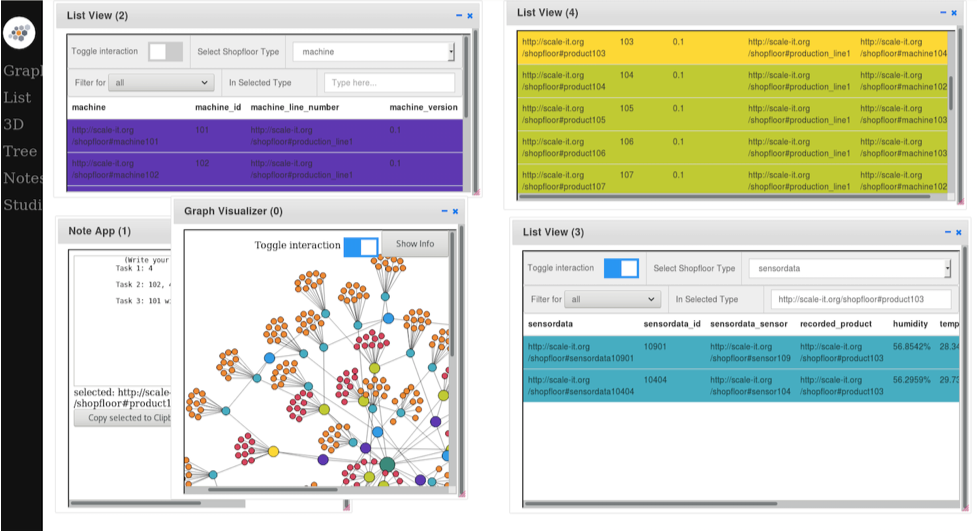 Graph
List
3D
Tree
Notes
Studi
List View (2)
Toggle interaction Select Shopfloor Type machine
Filter for all In Selected Type Type here...
machine machine_id machine_line_number machine_version
http://scale-it.org 101 http://scale-it.org 0.1
/shopfloor#machine101 /shopfloor#production_line1
http://scale-it.org 102 http://scale-it.org 0.1
/shopfloor#machine102 /shopfloor#production_line1
List View (4)
http://scale-it.org 103 0.1 http://scale-it.org http://scale-it.org
/shopfloor#product103 /shopfloor#production_line1 /shopfloor#machine104
http://scale-it.org 104 0.1 http://scale-it.org http://scale-it.org
/shopfloor#product104 /shopfloor#production_line1 /shopfloor#machine102
http://scale-it.org 105 0.1 http://scale-it.org http://scale-it.org
/shopfloor#product105 /shopfloor#production_line1 /shopfloor#machine103
http://scale-it.org 106 0.1 http://scale-it.org http://scale-it.org
/shopfloor#product106 /shopfloor#production_line1 /shopfloor#machine103
http://scale-it.org 107 0.1 http://scale-it.org http://scale-it.org
/shopfloor#product107 /shopfloor#production_line1 /shopfloor#machine102
Note App (1)
(Write your
Task 1: 4
Task 2: 102,
Task 3: 101 w
selected: http://scale-
/shopfloor#product1
Copy selected to Clipb
Graph Visualizer (0)
Toggle interaction Show Info
List View (3)
Toggle interaction Select Shopfloor Type sensordata
Filter for all In Selected Type http://scale-it.org/shopfloor#product103
sensordata sensordata_id sensordata_sensor recorded_product humidity temp
http://scale-it.org 10901 http://scale-it.org http://scale-it.org 56.8542% 28.34
/shopfloor#sensordata10901 /shopfloor#sensor109 /shopfloor#product103
http://scale-it.org 10404 http://scale-it.org http://scale-it.org 56.2959% 29.73
/shopfloor#sensordata10404 /shopfloor#sensor104 /shopfloor#product103